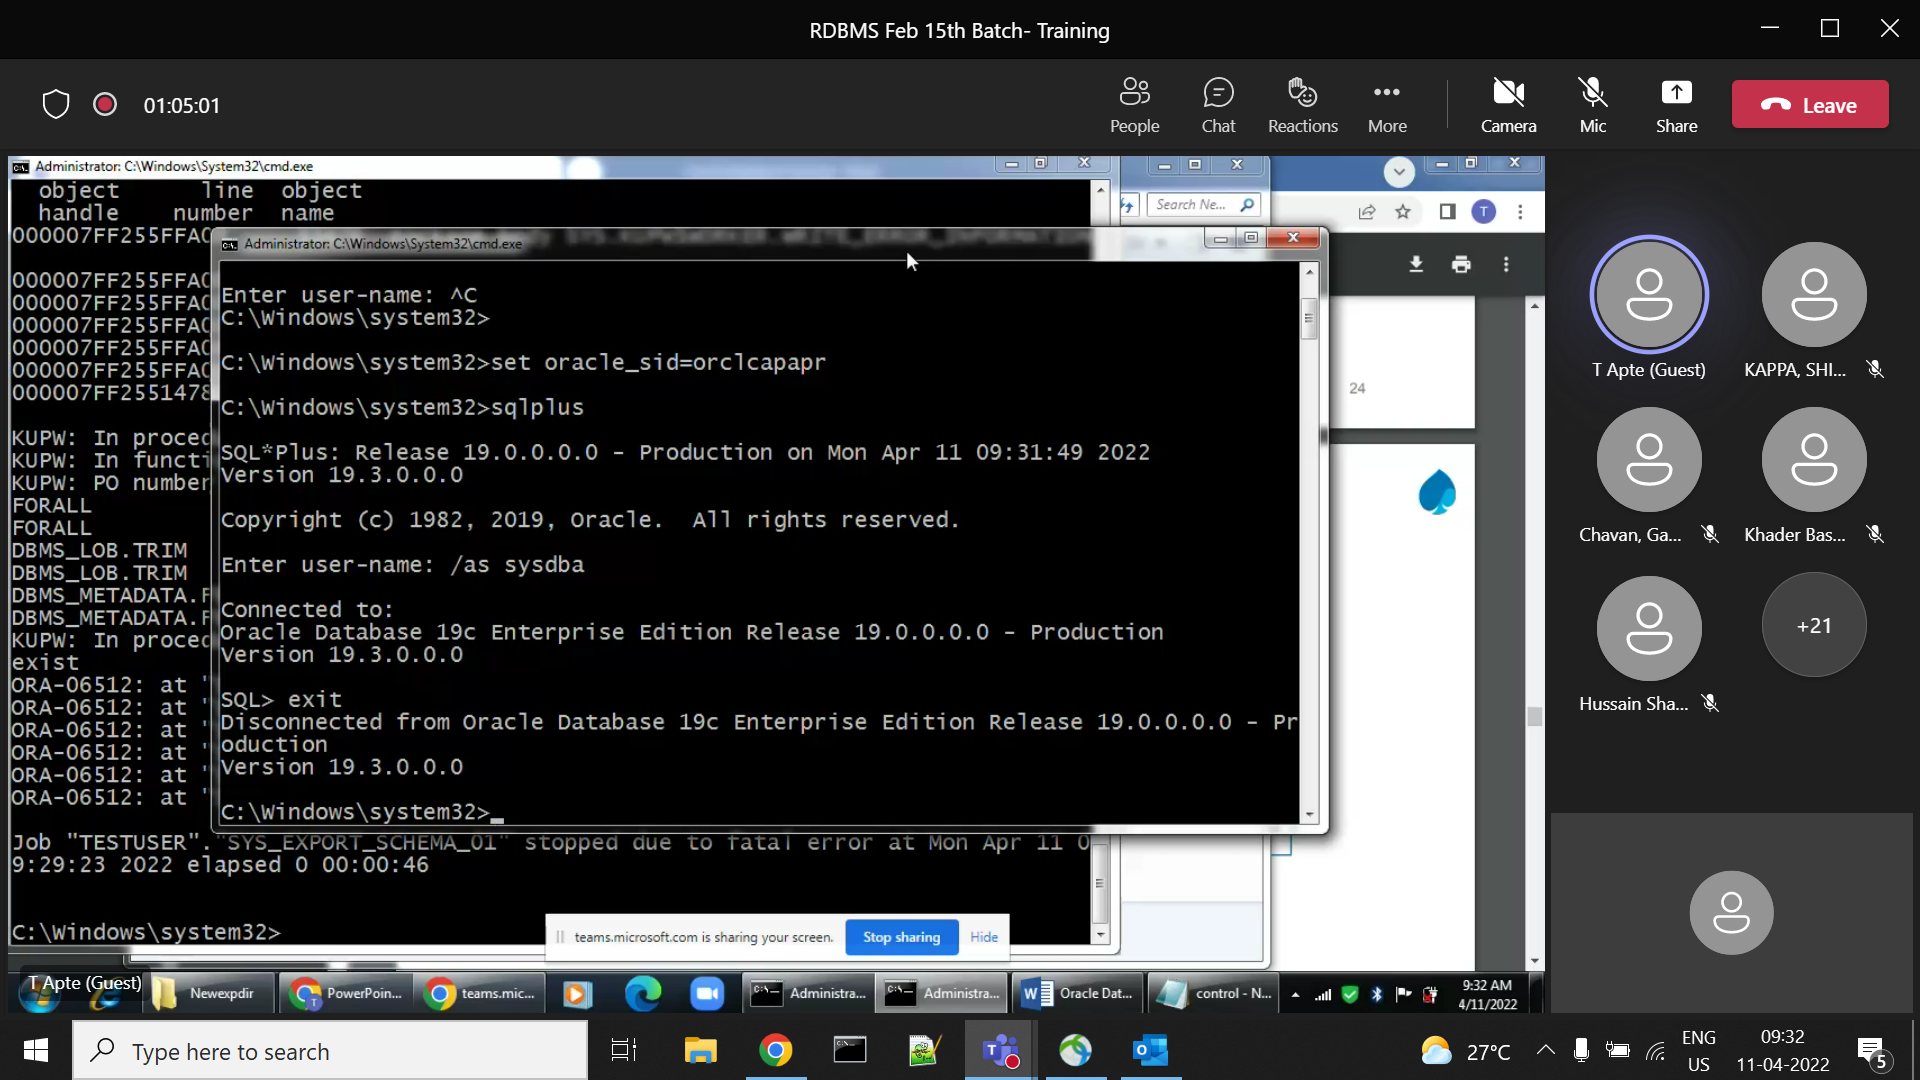 RDBMS Feb 15th Batch- Training
01:05:01
People
Chat
Reactions
More
Camera
Mic
Share
Leave
Administrator: C:\Windows\System32\cmd.exe
object line object
handle number name
000007FF255FFA0
000007FF255FFA0
000007FF255FFA0
000007FF255FFA0
000007FF255FFA0
000007FF255FFA0
000007FF2551478
KUPW: In proced
KUPW: In functi
KUPW: PO number
FORALL
FORALL
DBMS_LOB.TRIM
DBMS_LOB.TRIM
DBMS_METADATA.F
DBMS_METADATA.F
KUPW: In proced
exist
ORA-06512: at "
ORA-06512: at "
ORA-06512: at "
ORA-06512: at "
ORA-06512: at "
ORA-06512: at "
Job "TESTUSER"."SYS_EXPORT_SCHEMA_01" stopped due to fatal error at Mon Apr 11 0
9:29:23 2022 elapsed 0 00:00:46
C:\Windows\system32>
Administrator: C:\Windows\System32\cmd.exe
Enter user-name: ^C
C:\Windows\system32>
C:\Windows\system32>set oracle_sid=orclcapapr
C:\Windows\system32>sqlplus
SQL*Plus: Release 19.0.0.0.0 - Production on Mon Apr 11 09:31:49 2022
Version 19.3.0.0.0
Copyright (c) 1982, 2019, Oracle.  All rights reserved.
Enter user-name: /as sysdba
Connected to:
Oracle Database 19c Enterprise Edition Release 19.0.0.0.0 - Production
Version 19.3.0.0.0
SQL> exit
Disconnected from Oracle Database 19c Enterprise Edition Release 19.0.0.0.0 - Pr
oduction
Version 19.3.0.0.0
C:\Windows\system32>
Search Ne...
T
24
teams.microsoft.com is sharing your screen.
Stop sharing
Hide
T Apte (Guest)
Newexpdir
PowerPoin...
teams.mic...
Administra...
Administra...
Oracle Dat...
control - N...
9:32 AM
4/11/2022
T Apte (Guest)
KAPPA, SHI...
Chavan, Ga...
Khader Bas...
Hussain Sha...
+21
Type here to search
27°C
ENG
US
09:32
11-04-2022
5